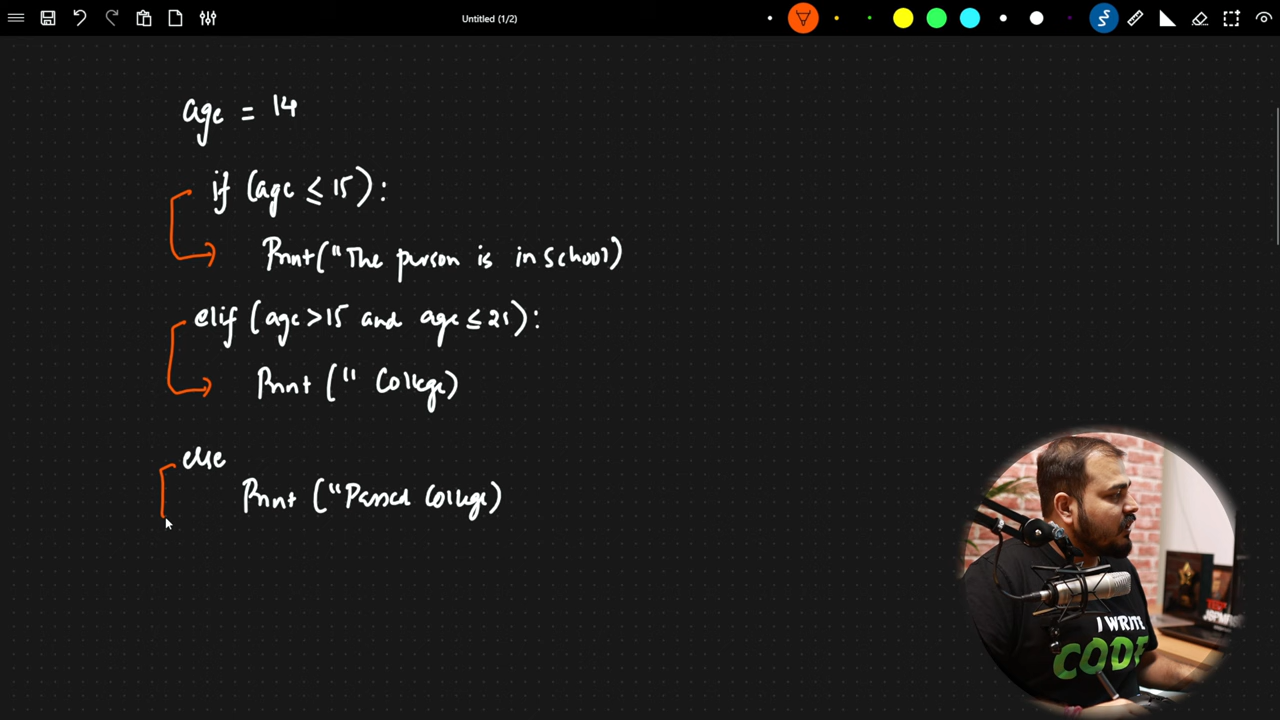 Untitled (1/2)
age = 14
if (age ≤ 15):
Print("The person is in School)
elif (age>15 and age ≤ 21):
Print (" College)
else
Print ("Passed College)
I WRITE
CODE